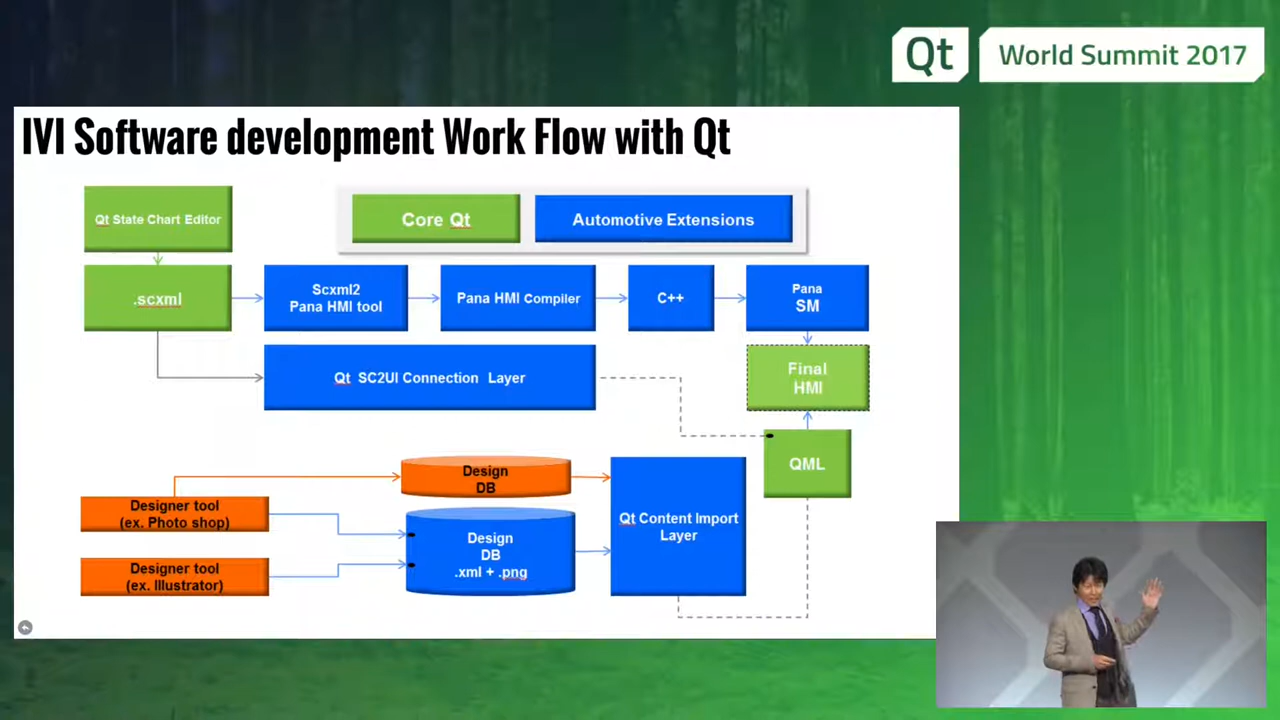 Qt
World Summit 2017
IVI Software development Work Flow with Qt
Qt State Chart Editor
Core Qt
Automotive Extensions
.scxml
Scxml2
Pana HMI tool
Pana HMI Compiler
C++
Pana
SM
Qt SC2UI Connection Layer
Final
HMI
QML
Design
DB
Designer tool
(ex. Photo shop)
Design
DB
.xml + .png
Qt Content Import
Layer
Designer tool
(ex. Illustrator)